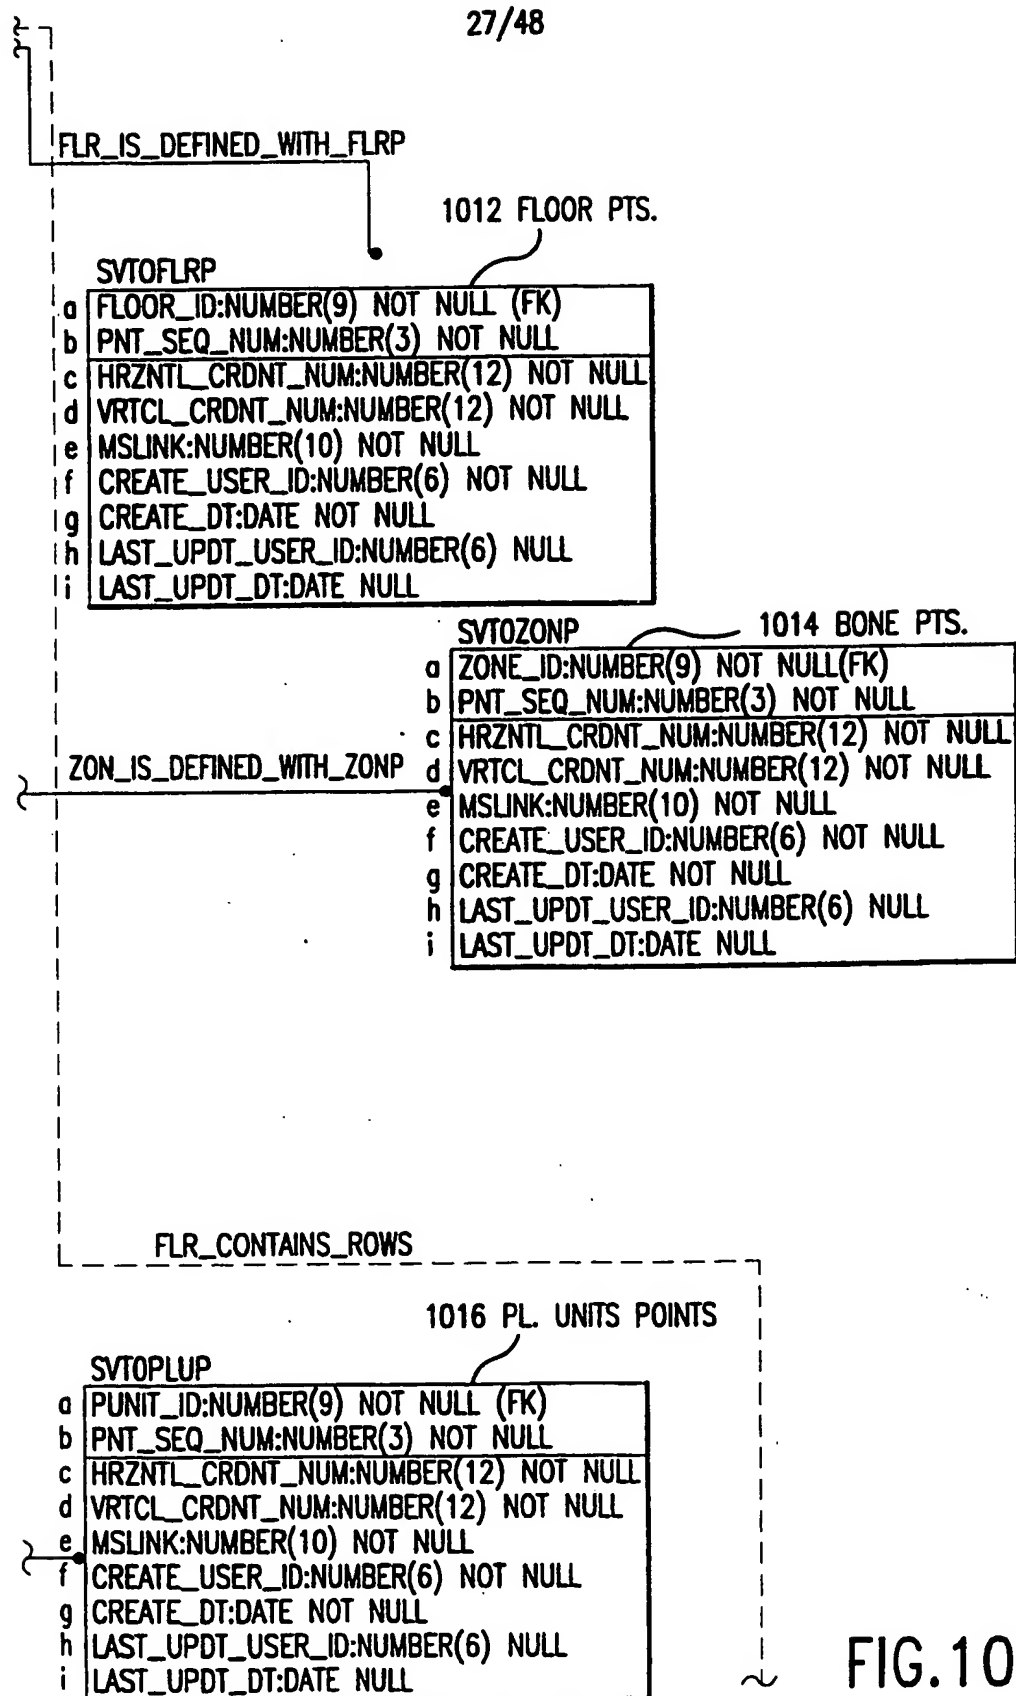 27/48
FLR_IS_DEFINED_WITH_FLRP
1012 FLOOR PTS.
SVTOFLRP
a FLOOR_ID:NUMBER(9) NOT NULL (FK)
b PNT_SEQ_NUM:NUMBER(3) NOT NULL
c HRZNTL_CRDNT_NUM:NUMBER(12) NOT NULL
d VRTCL_CRDNT_NUM:NUMBER(12) NOT NULL
e MSLINK:NUMBER(10) NOT NULL
f CREATE_USER_ID:NUMBER(6) NOT NULL
g CREATE_DT:DATE NOT NULL
h LAST_UPDT_USER_ID:NUMBER(6) NULL
i LAST_UPDT_DT:DATE NULL
1014 BONE PTS.
SVTOZONP
a ZONE_ID:NUMBER(9) NOT NULL(FK)
b PNT_SEQ_NUM:NUMBER(3) NOT NULL
c HRZNTL_CRDNT_NUM:NUMBER(12) NOT NULL
ZON_IS_DEFINED_WITH_ZONP
d VRTCL_CRDNT_NUM:NUMBER(12) NOT NULL
e MSLINK:NUMBER(10) NOT NULL
f CREATE_USER_ID:NUMBER(6) NOT NULL
g CREATE_DT:DATE NOT NULL
h LAST_UPDT_USER_ID:NUMBER(6) NULL
i LAST_UPDT_DT:DATE NULL
FLR_CONTAINS_ROWS
1016 PL. UNITS POINTS
SVTOPLUP
a PUNIT_ID:NUMBER(9) NOT NULL (FK)
b PNT_SEQ_NUM:NUMBER(3) NOT NULL
c HRZNTL_CRDNT_NUM:NUMBER(12) NOT NULL
d VRTCL_CRDNT_NUM:NUMBER(12) NOT NULL
e MSLINK:NUMBER(10) NOT NULL
f CREATE_USER_ID:NUMBER(6) NOT NULL
g CREATE_DT:DATE NOT NULL
h LAST_UPDT_USER_ID:NUMBER(6) NULL
i LAST_UPDT_DT:DATE NULL
FIG.10